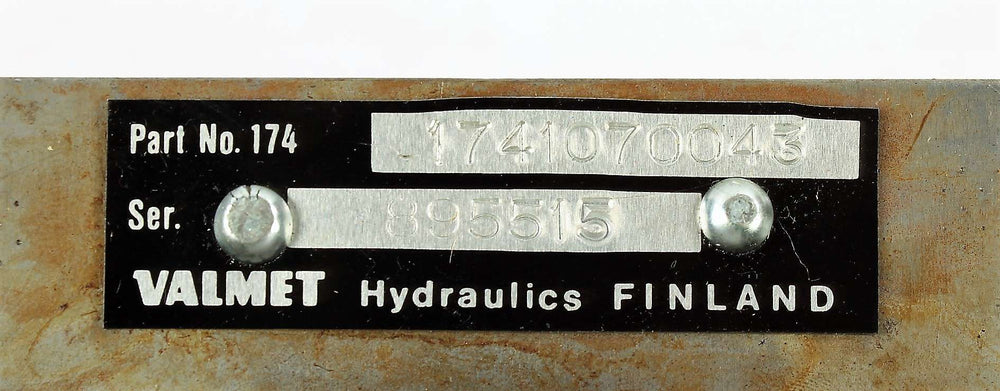 Part No. 174 1741070043
Ser. 895515
VALMET Hydraulics FINLAND